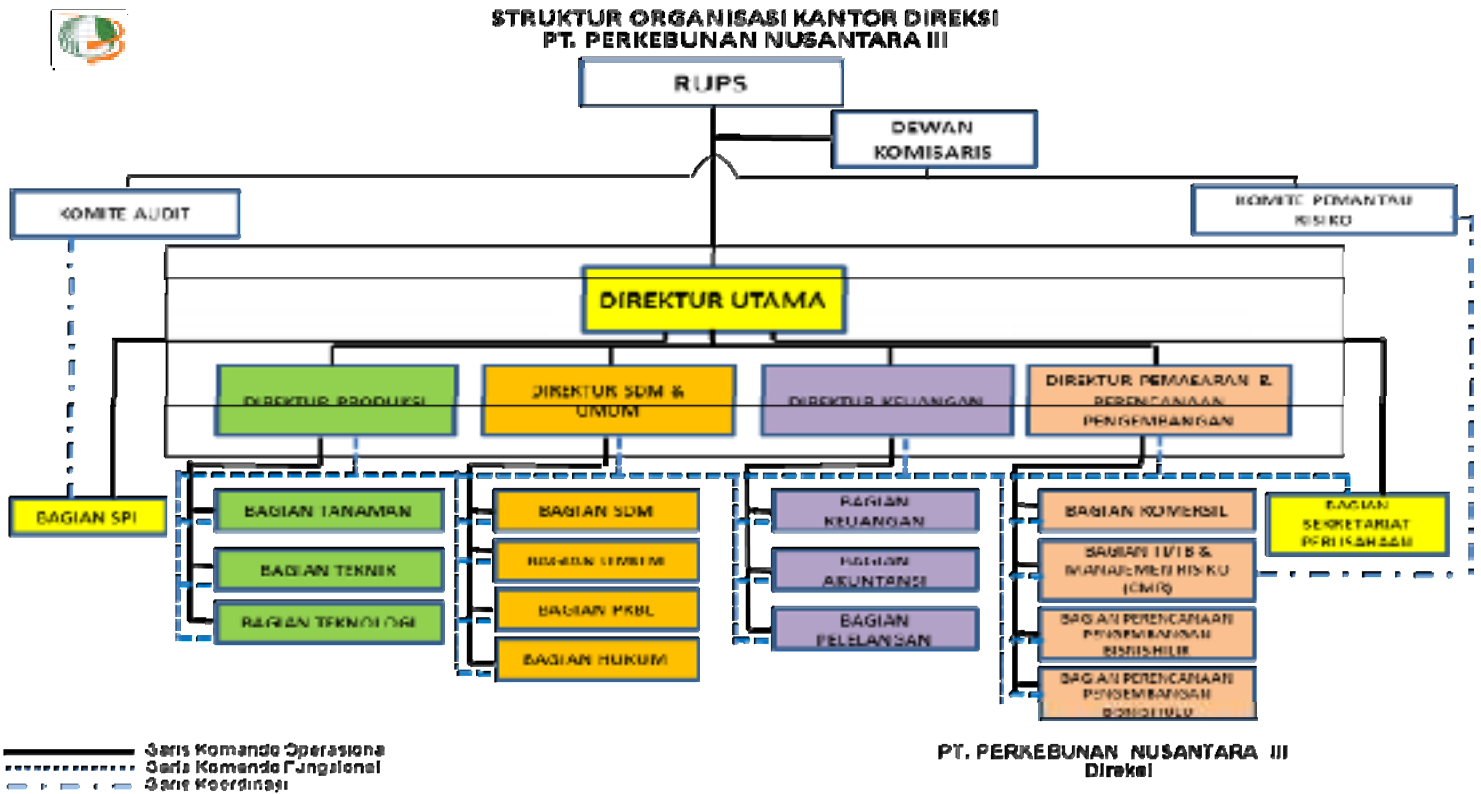 STRUKTUR ORGANISASI KANTOR DIREKSI
PT. PERKEBUNAN NUSANTARA III
RUPS
DEWAN
KOMISARIS
KOMITE AUDIT
KOMITE PEMANTAU
RISIKO
DIREKTUR UTAMA
DIREKTUR PRODUKSI
DIREKTUR SDM &
UMUM
DIREKTUR KEUANGAN
DIREKTUR PEMASARAN &
PERENCANAAN
PENGEMBANGAN
BAGIAN SPI
BAGIAN TANAMAN
BAGIAN TEKNIK
BAGIAN TEKNOLOGI
BAGIAN SDM
BAGIAN UMUM
BAGIAN PKBL
BAGIAN HUKUM
BAGIAN
KEUANGAN
BAGIAN
AKUNTANSI
BAGIAN
PELELANGAN
BAGIAN KOMERSIL
BAGIAN
MANAJEMEN RISIKO
BAGIAN PERENCANAAN
PENGEMBANGAN
BISNIS HILIR
BAGIAN PERENCANAAN
PENGEMBANGAN
BISNIS HULU
BAGIAN
SEKRETARIAT
PERUSAHAAN
Garis Komando Operasional
Garis Komando Fungsional
Garis Koordinasi
PT. PERKEBUNAN NUSANTARA III
Direksi